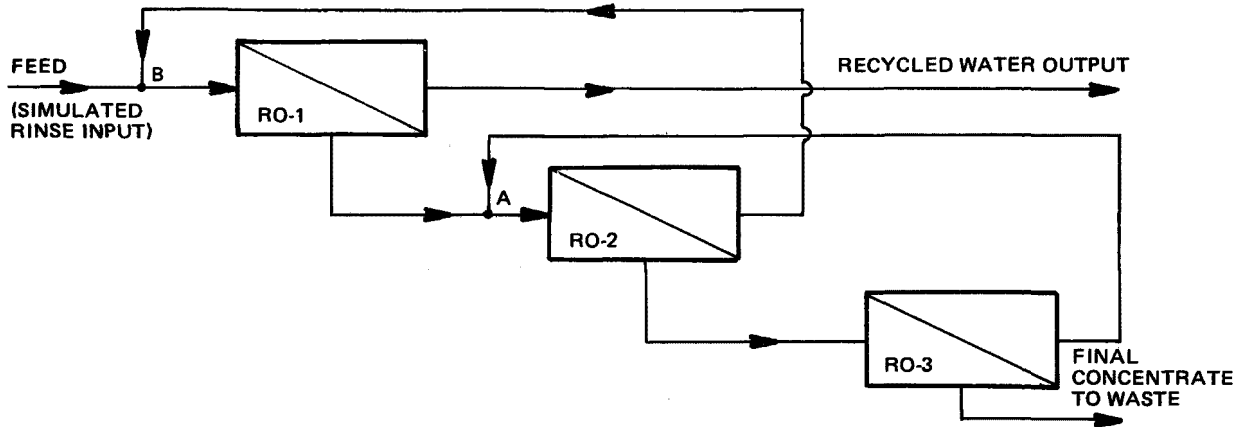 FEED
B
(SIMULATED
RINSE INPUT)
RO-1
RECYCLED WATER OUTPUT
A
RO-2
RO-3
FINAL
CONCENTRATE
TO WASTE